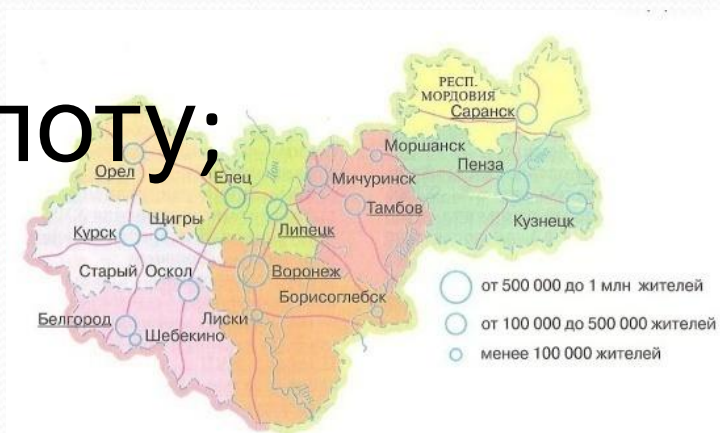 поту;
РЕСП.
МОРДОВИЯ
Саранск
Моршанск
Пенза
Орел
Елец
Дон
Мичуринск
Тамбов
Кузнецк
Щигры
Курск
Липецк
Старый Оскол
Воронеж
Борисоглебск
Белгород
Лиски
Шебекино
Дон
от 500 000 до 1 млн жителей
от 100 000 до 500 000 жителей
менее 100 000 жителей